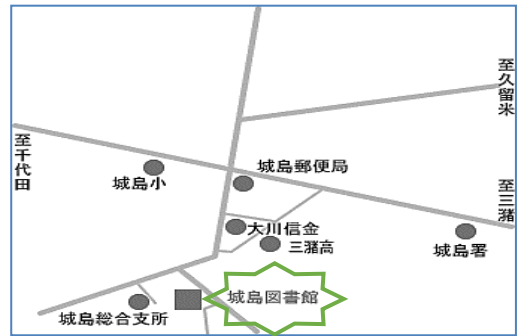 至久留米
至千代田
城島郵便局
城島小
至三潴
大川信金
三潴高
城島署
城島図書館
城島総合支所